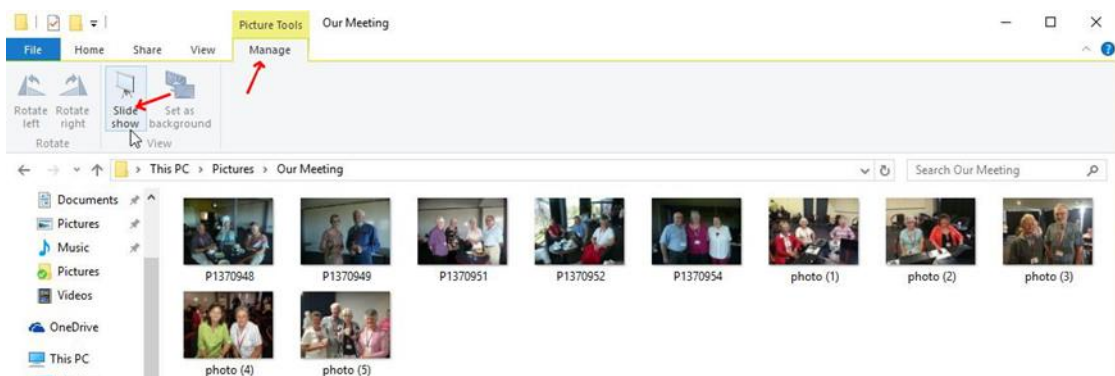 Picture Tools Our Meeting
File Home Share View Manage
Rotate left
Rotate right
Slide show
Set as background
Rotate
View
This PC > Pictures > Our Meeting
Search Our Meeting
Documents
Pictures
Music
Pictures
Videos
OneDrive
This PC
P1370948 P1370949 P1370951 P1370952 P1370954 photo (1) photo (2) photo (3)
photo (4) photo (5)